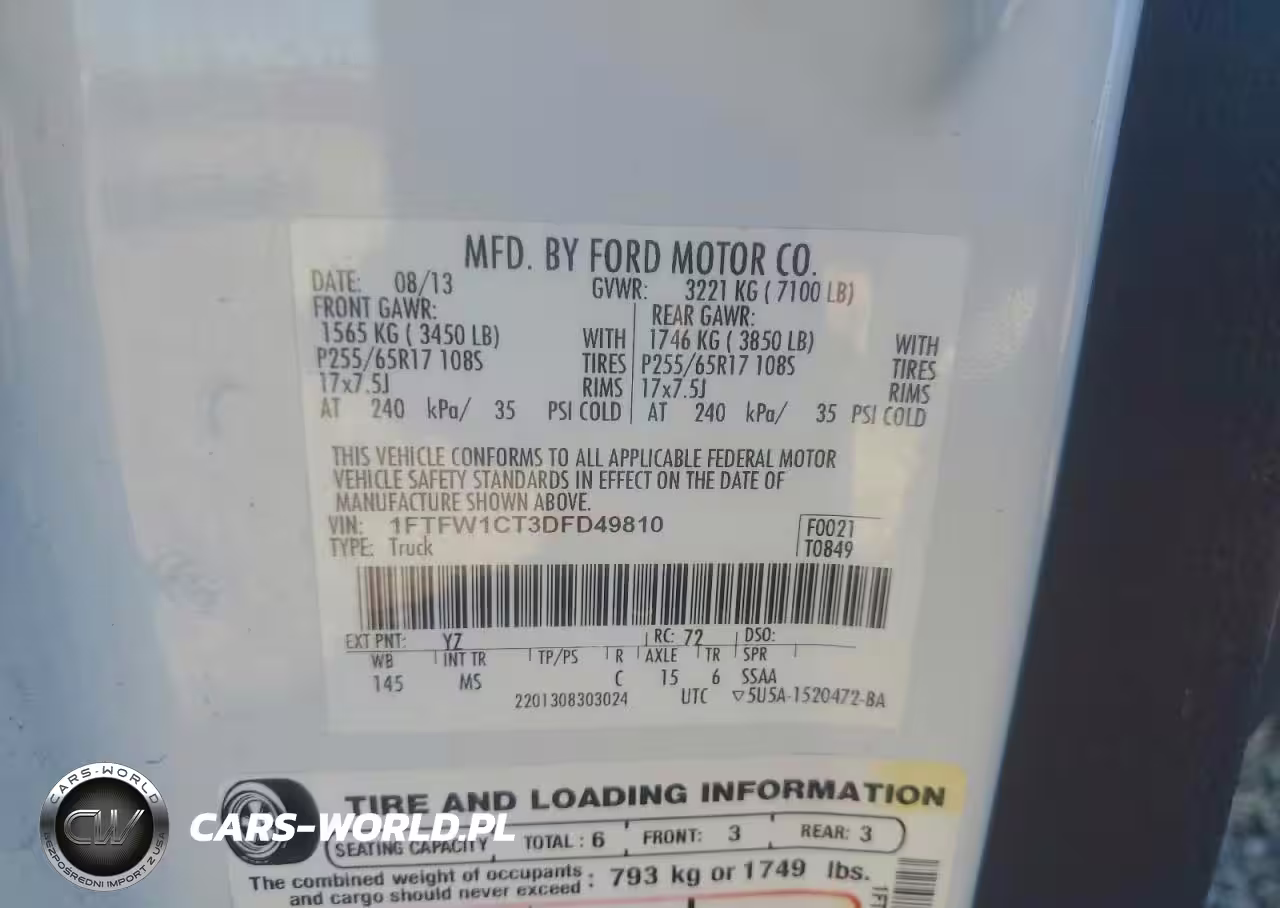 MFD. BY FORD MOTOR CO.
DATE: 08/13 GVWR: 3221 KG ( 7100 LB)
FRONT GAWR: REAR GAWR:
1565 KG ( 3450 LB) WITH 1746 KG ( 3850 LB) WITH
P255/65R17 108S TIRES P255/65R17 108S TIRES
17x7.5J RIMS 17x7.5J RIMS
AT 240 kPa/ 35 PSI COLD AT 240 kPa/ 35 PSI COLD
THIS VEHICLE CONFORMS TO ALL APPLICABLE FEDERAL MOTOR
VEHICLE SAFETY STANDARDS IN EFFECT ON THE DATE OF
MANUFACTURE SHOWN ABOVE.
VIN: 1FTFW1CT3DFD49810 F0021
TYPE: Truck T0849
EXT PNT: YZ RC: 72 DSO:
WB INT TR TP/PS R AXLE TR SPR
145 MS C 15 6 SSAA
2201308303024 UTC ▽5U5A-1520472-BA
TIRE AND LOADING INFORMATION
SEATING CAPACITY TOTAL : 6 FRONT: 3 REAR: 3
The combined weight of occupants
and cargo should never exceed : 793 kg or 1749 lbs.
1FT
CARS-WORLD
CW
BEZPOŚREDNI IMPORT Z USA
CARS-WORLD.PL